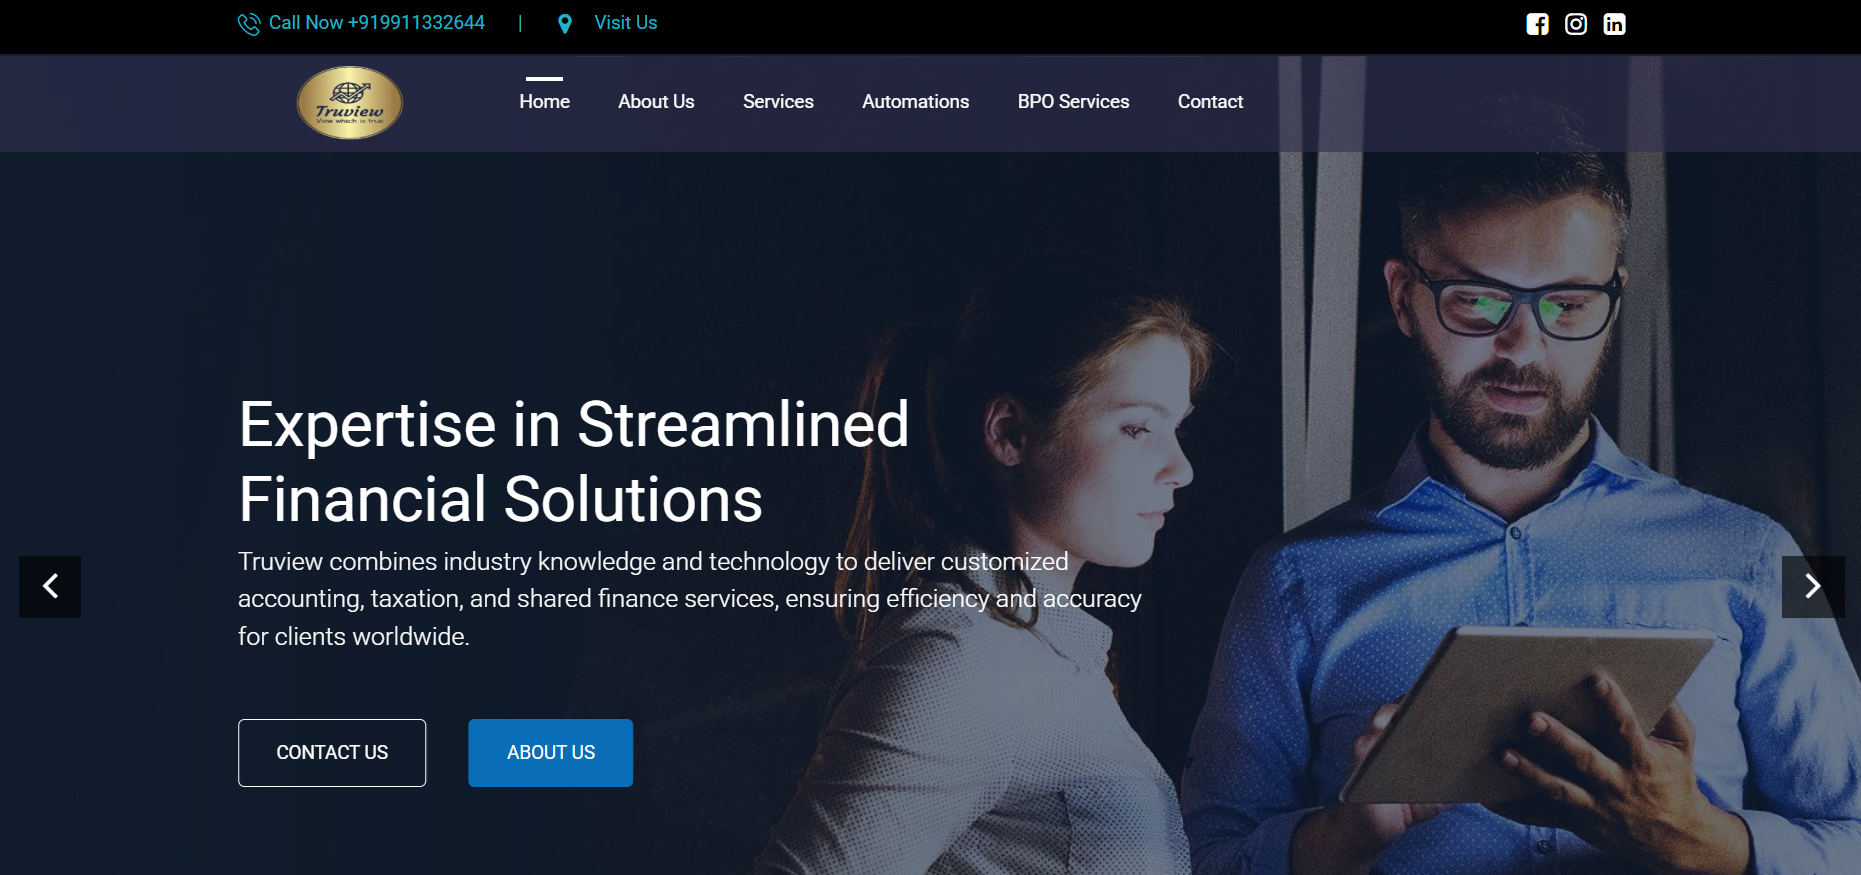 Call Now +919911332644 | Visit Us
Truview
View which is true
Home About Us Services Automations BPO Services Contact
Expertise in Streamlined
Financial Solutions
Truview combines industry knowledge and technology to deliver customized
accounting, taxation, and shared finance services, ensuring efficiency and accuracy
for clients worldwide.
CONTACT US ABOUT US